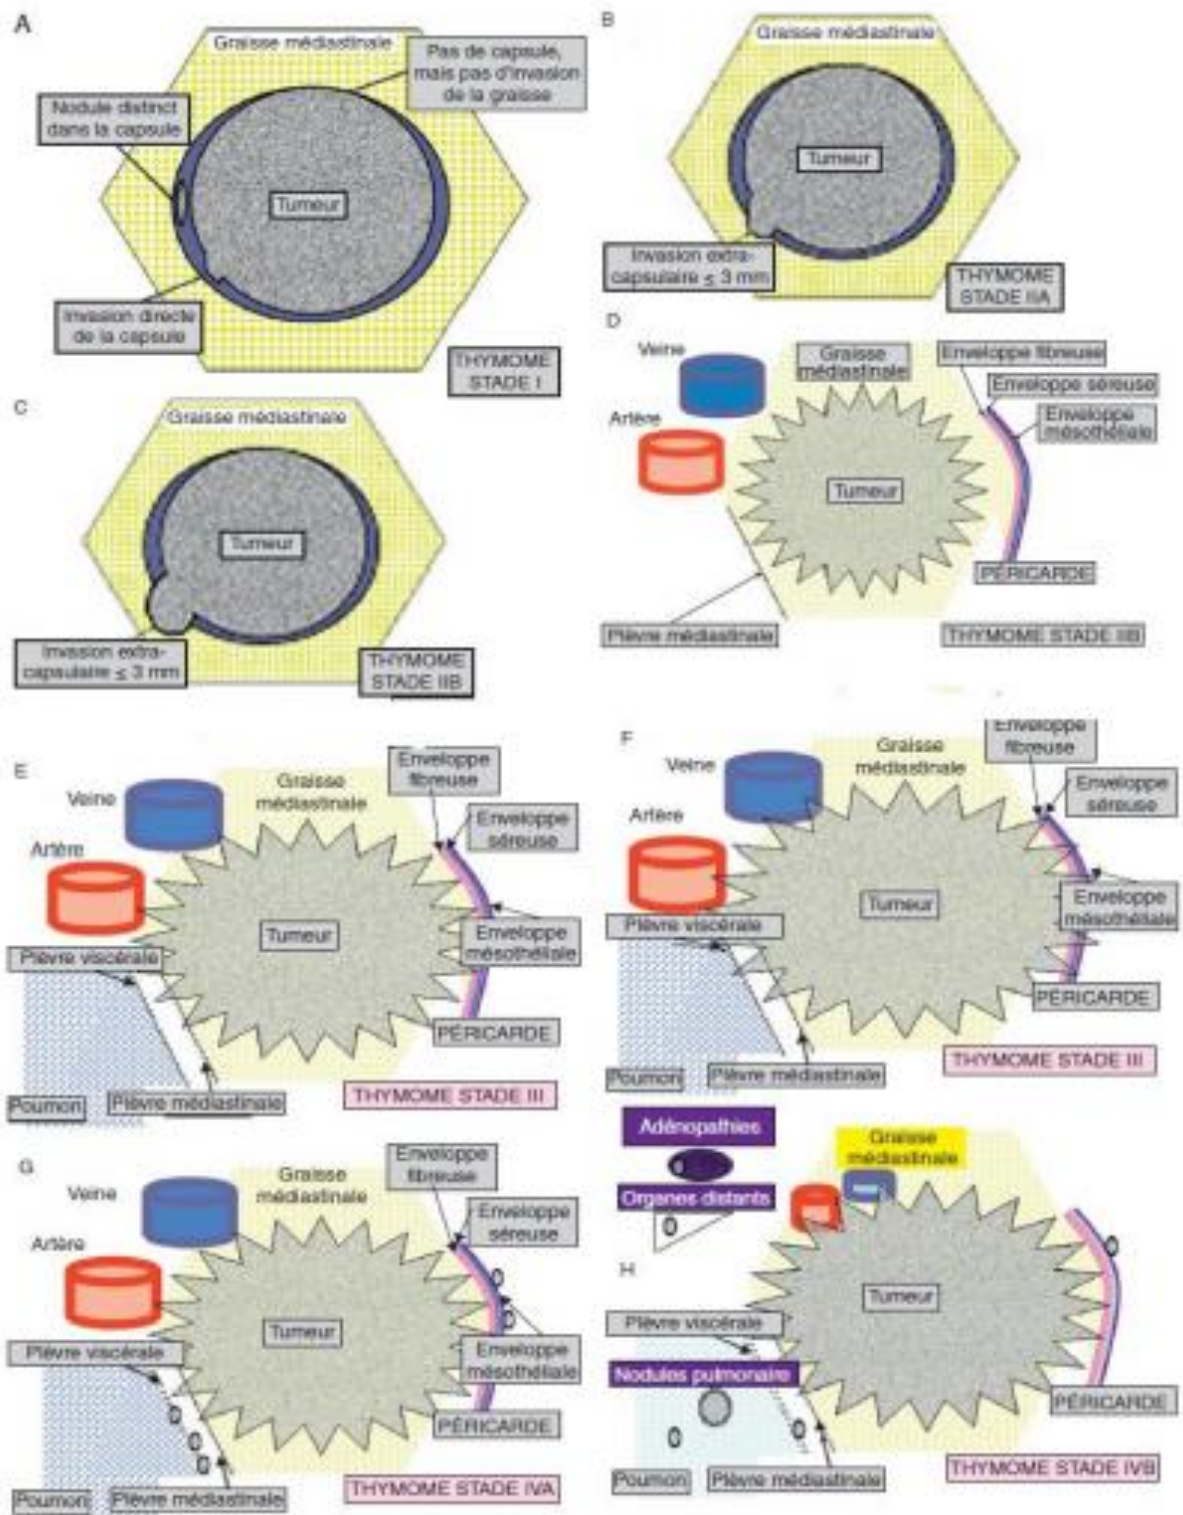 A
Graisse médiastinale
Pas de capsule,
mais pas d'invasion
de la graisse
Nodule distinct
dans la capsule
Tumeur
Invasion directe
de la capsule
THYMOME
STADE I
B
Graisse médiastinale
Tumeur
Invasion extra-
capsulaire ≤ 3 mm
THYMOME
STADE IIA
C
Graisse médiastinale
Tumeur
Invasion extra-
capsulaire ≤ 3 mm
THYMOME
STADE IIB
D
Veine
Graisse
médiastinale
Enveloppe fibreuse
Enveloppe séreuse
Enveloppe
mésothéliale
Artère
Tumeur
PÉRICARDE
Plèvre médiastinale
THYMOME STADE IIB
E
Veine
Graisse
médiastinale
Enveloppe
fibreuse
Enveloppe
séreuse
Artère
Tumeur
Enveloppe
mésothéliale
Plèvre viscérale
PÉRICARDE
THYMOME STADE III
Poumon
Plèvre médiastinale
F
Veine
Graisse
médiastinale
Enveloppe
fibreuse
Enveloppe
séreuse
Artère
Tumeur
Enveloppe
mésothéliale
Plèvre viscérale
PÉRICARDE
THYMOME STADE III
Poumon
Plèvre médiastinale
G
Veine
Graisse
médiastinale
Enveloppe
fibreuse
Enveloppe
séreuse
Artère
Tumeur
Enveloppe
mésothéliale
Plèvre viscérale
PÉRICARDE
THYMOME STADE IVA
Poumon
Plèvre médiastinale
Adénopathies
Graisse
médiastinale
Organes distants
H
Tumeur
Plèvre viscérale
Nodules pulmonaire
PÉRICARDE
THYMOME STADE IVB
Poumon
Plèvre médiastinale